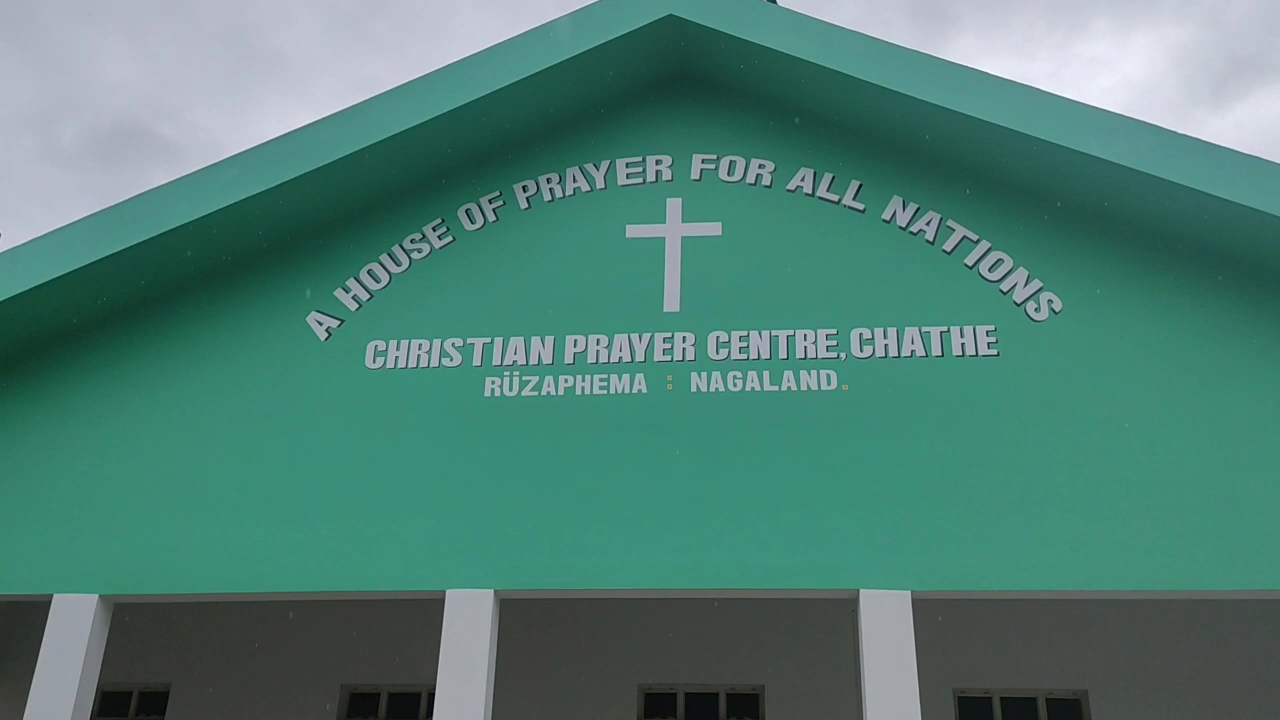 A HOUSE OF PRAYER FOR ALL NATIONS
CHRISTIAN PRAYER CENTRE, CHATHE
RÜZAPHEMA : NAGALAND.